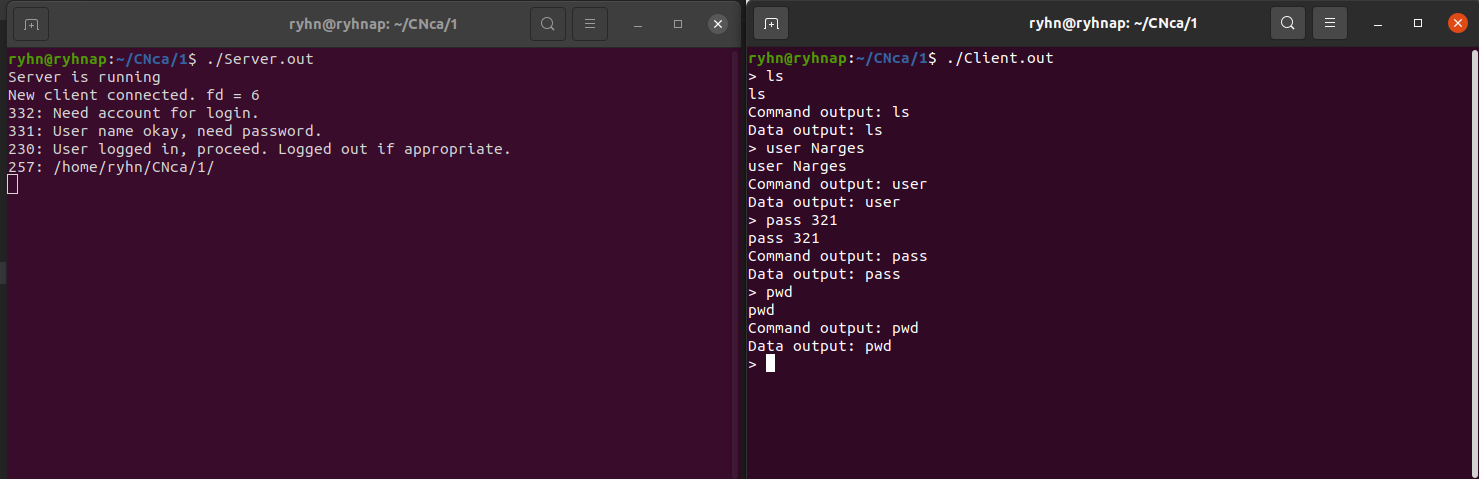 ryhn@ryhnap: ~/CNca/1
ryhn@ryhnap:~/CNca/1$ ./Server.out
Server is running
New client connected. fd = 6
332: Need account for login.
331: User name okay, need password.
230: User logged in, proceed. Logged out if appropriate.
257: /home/ryhn/CNca/1/
ryhn@ryhnap: ~/CNca/1
ryhn@ryhnap:~/CNca/1$ ./Client.out
> ls
ls
Command output: ls
Data output: ls
> user Narges
user Narges
Command output: user
Data output: user
> pass 321
pass 321
Command output: pass
Data output: pass
> pwd
pwd
Command output: pwd
Data output: pwd
>